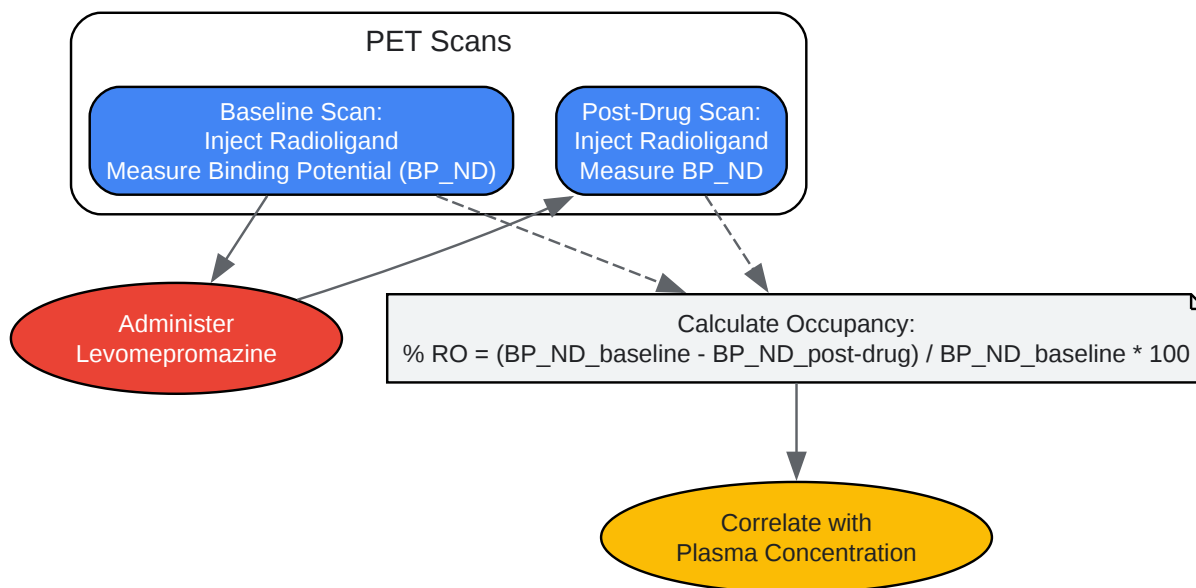 PET Scans
Baseline Scan:
Inject Radioligand
Measure Binding Potential (BP_ND)
Post-Drug Scan:
Inject Radioligand
Measure BP_ND
Administer
Levomepromazine
Calculate Occupancy:
% RO = (BP_ND_baseline - BP_ND_post-drug) / BP_ND_baseline * 100
Correlate with
Plasma Concentration